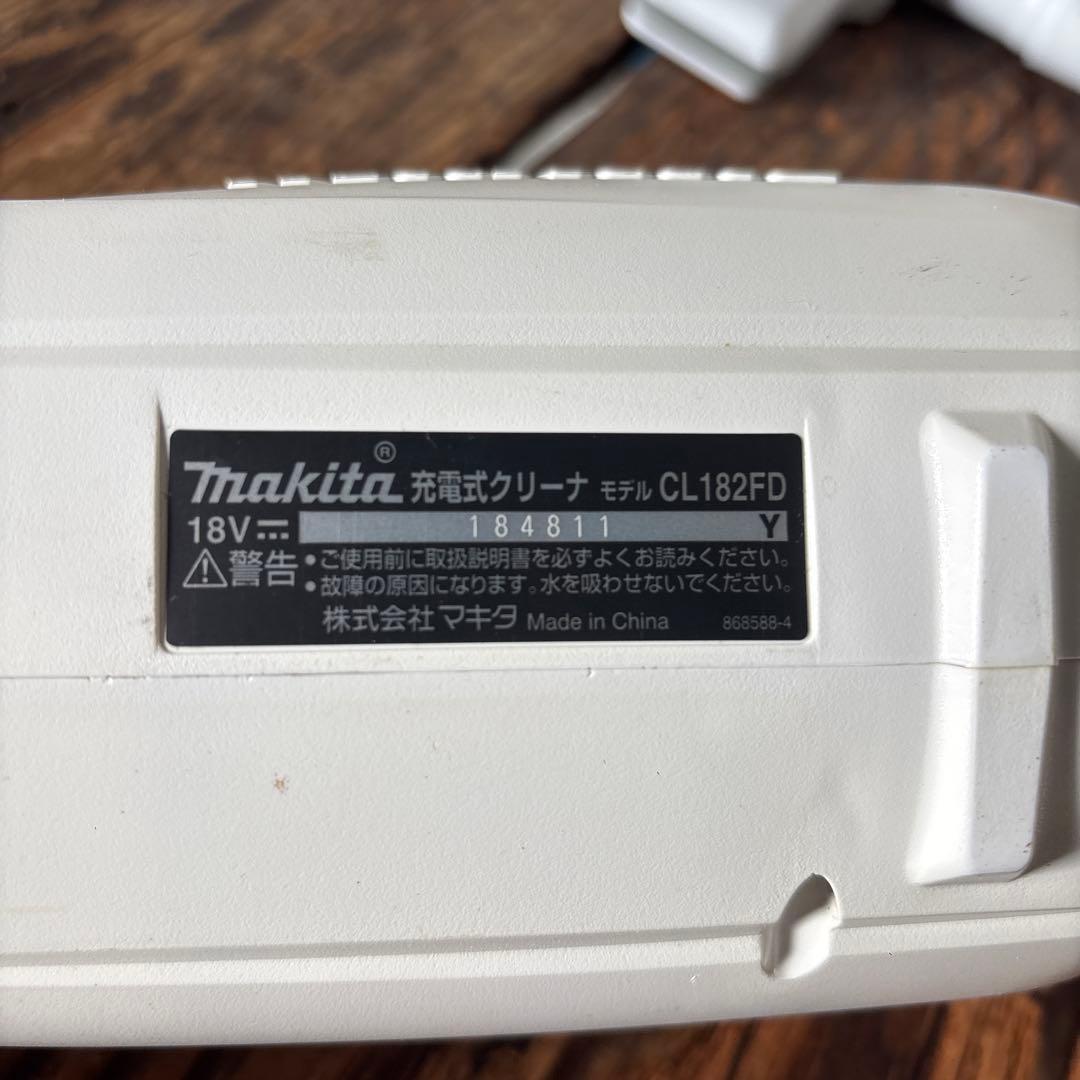 makita® 充電式クリーナ モデル CL182FD
18V⎓ 184811 Y
⚠警告 •ご使用前に取扱説明書を必ずよくお読みください。
•故障の原因になります。水を吸わせないでください。
株式会社マキタ Made in China 868588-4